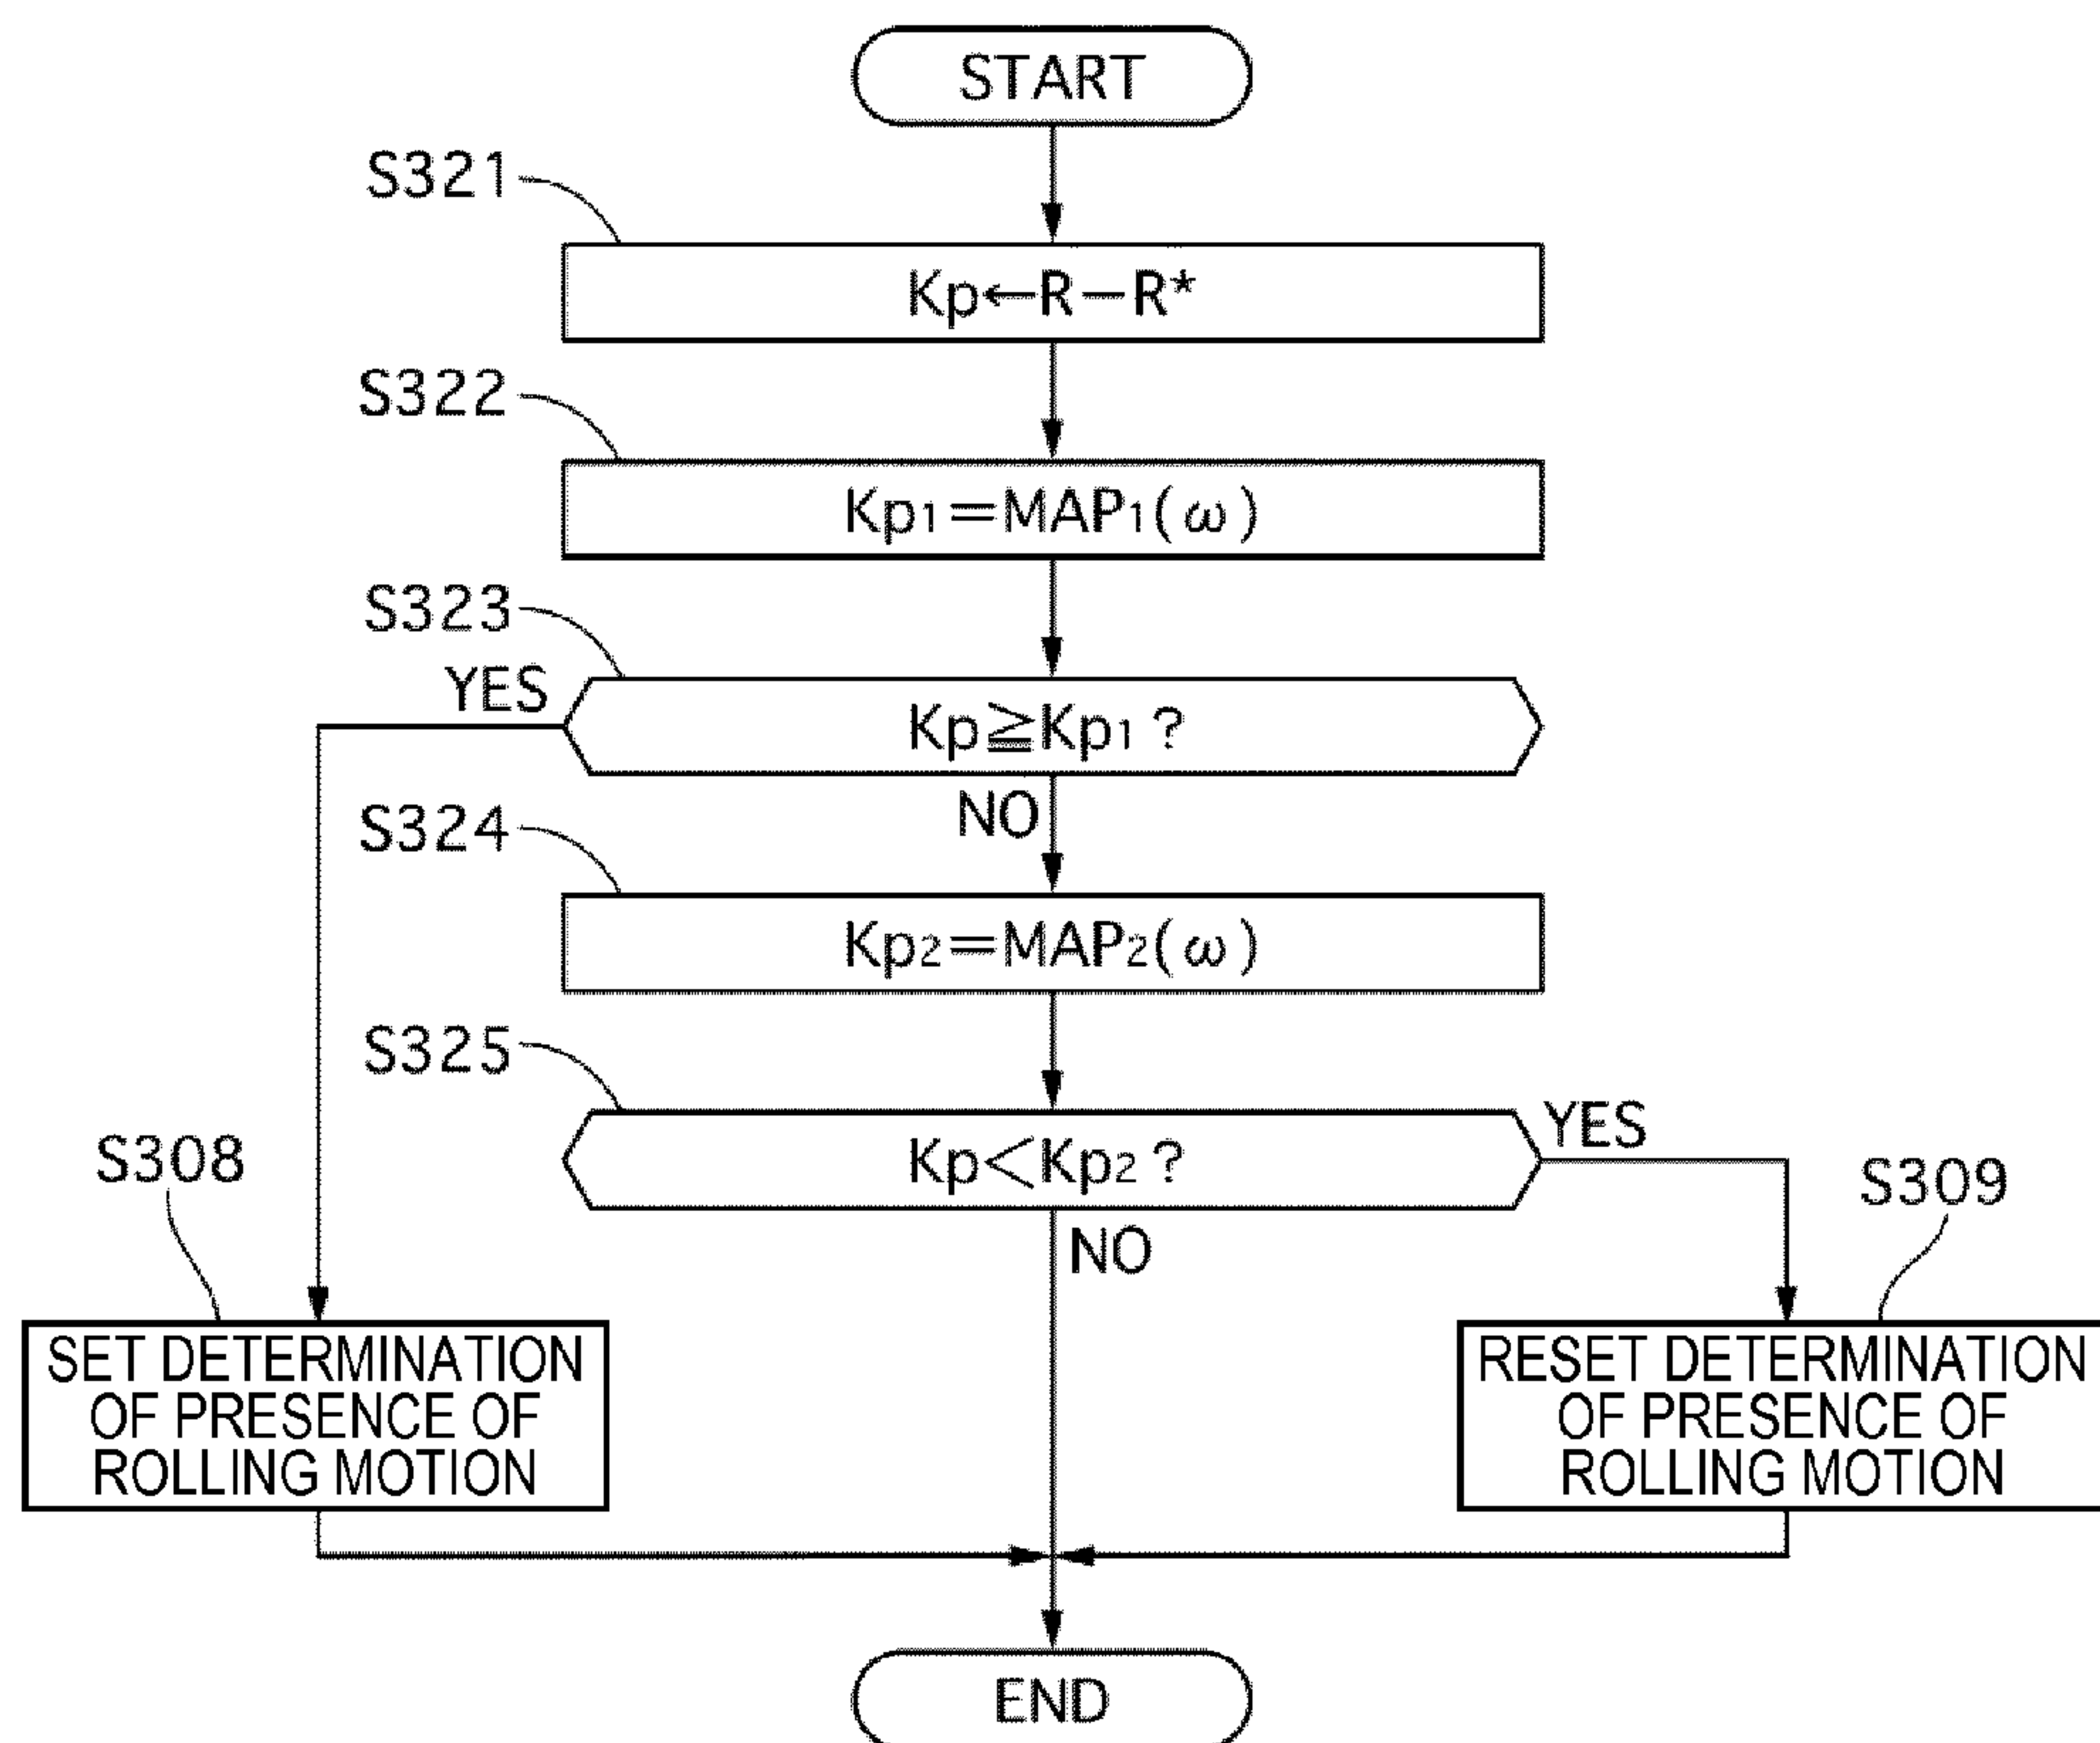 START
S321
Kp←R−R*
S322
Kp1=MAP1(ω)
S323
YES
Kp≧Kp1?
NO
S324
Kp2=MAP2(ω)
S325
Kp<Kp2?
YES
NO
S308
SET DETERMINATION
OF PRESENCE OF
ROLLING MOTION
S309
RESET DETERMINATION
OF PRESENCE OF
ROLLING MOTION
END